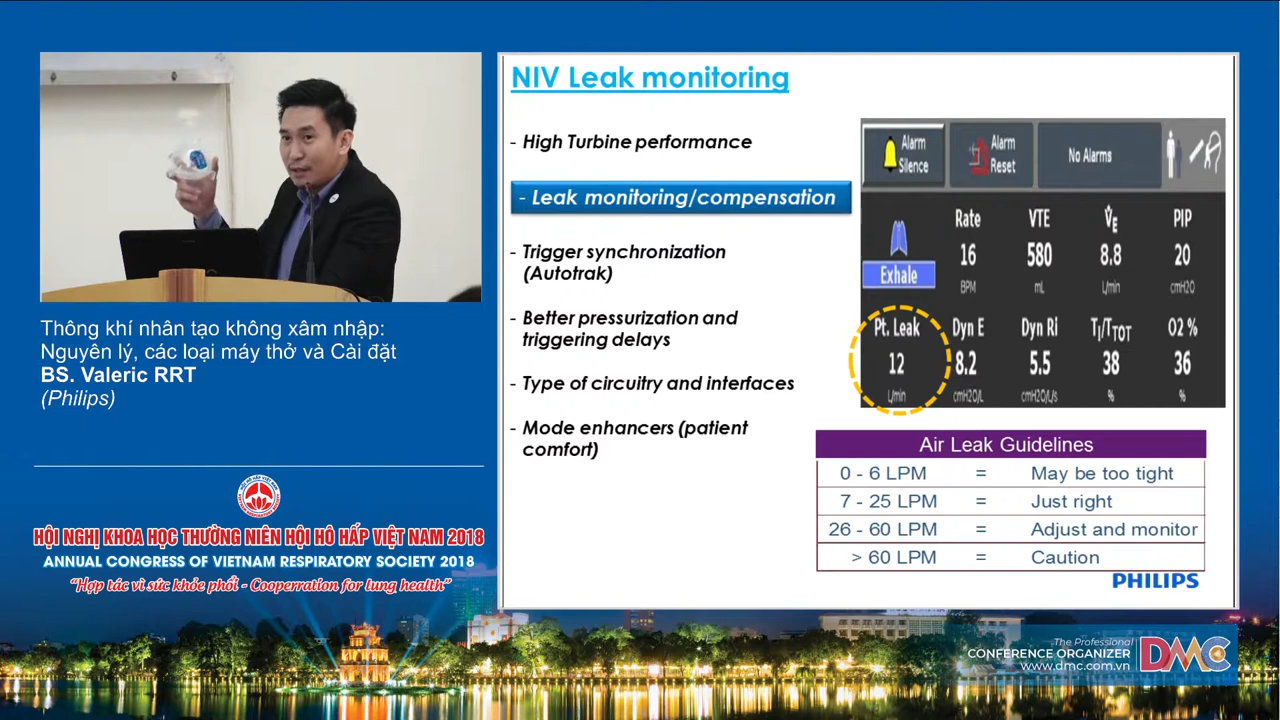 NIV Leak monitoring
- High Turbine performance
- Leak monitoring/compensation
- Trigger synchronization
(Autotrak)
- Better pressurization and
triggering delays
- Type of circuitry and interfaces
- Mode enhancers (patient
comfort)
Alarm
Silence
Alarm
Reset
No Alarms
Rate
VTE
V̇E
PIP
16
580
8.8
20
Exhale
BPM
mL
L/min
cmH2O
Pt. Leak
Dyn E
Dyn Ri
TI/TTOT
O2 %
12
8.2
5.5
38
36
L/min
cmH2O/L
cmH2O/L/s
%
%
Air Leak Guidelines
0 - 6 LPM = May be too tight
7 - 25 LPM = Just right
26 - 60 LPM = Adjust and monitor
> 60 LPM = Caution
PHILIPS
Thông khí nhân tạo không xâm nhập:
Nguyên lý, các loại máy thở và Cài đặt
BS. Valeric RRT
(Philips)
HỘI HÔ HẤP VIỆT NAM
HỘI NGHỊ KHOA HỌC THƯỜNG NIÊN HỘI HÔ HẤP VIỆT NAM 2018
ANNUAL CONGRESS OF VIETNAM RESPIRATORY SOCIETY 2018
"Hợp tác vì sức khỏe phổi - Cooperration for lung health"
The Professional
CONFERENCE ORGANIZER
www.dmc.com.vn
DMC